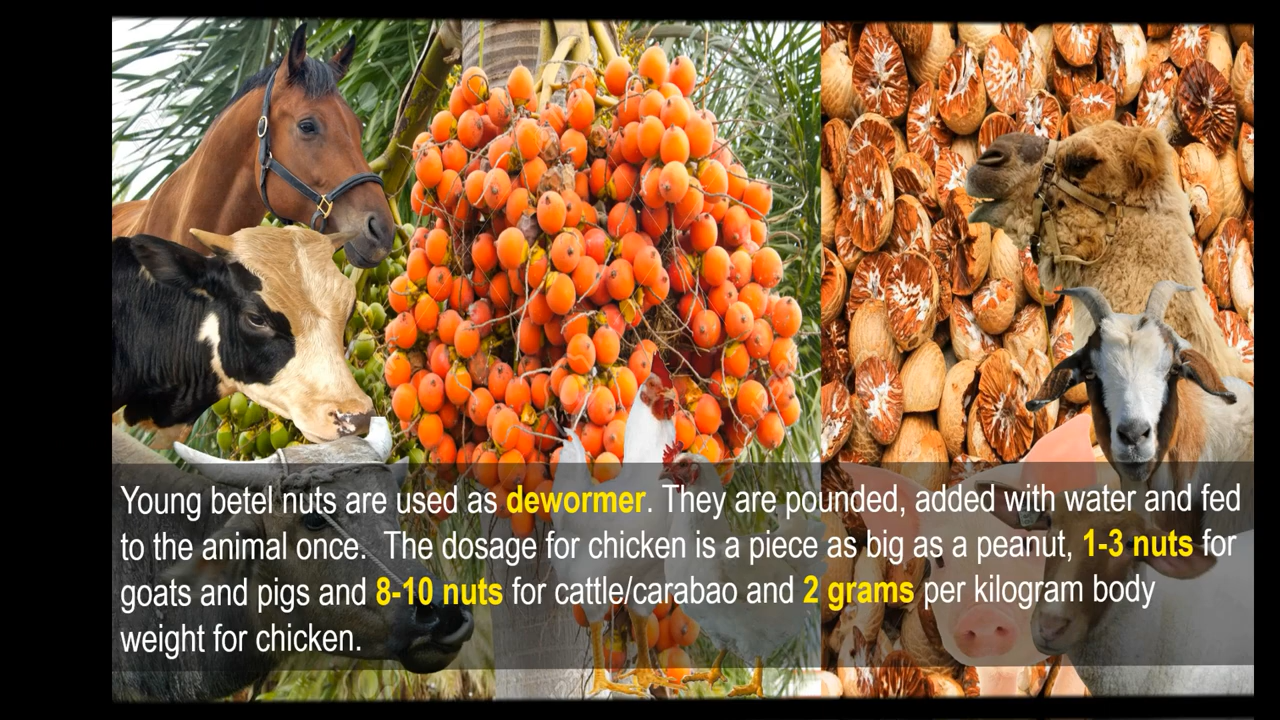 Young betel nuts are used as dewormer. They are pounded, added with water and fed
to the animal once.  The dosage for chicken is a piece as big as a peanut, 1-3 nuts for
goats and pigs and 8-10 nuts for cattle/carabao and 2 grams per kilogram body
weight for chicken.